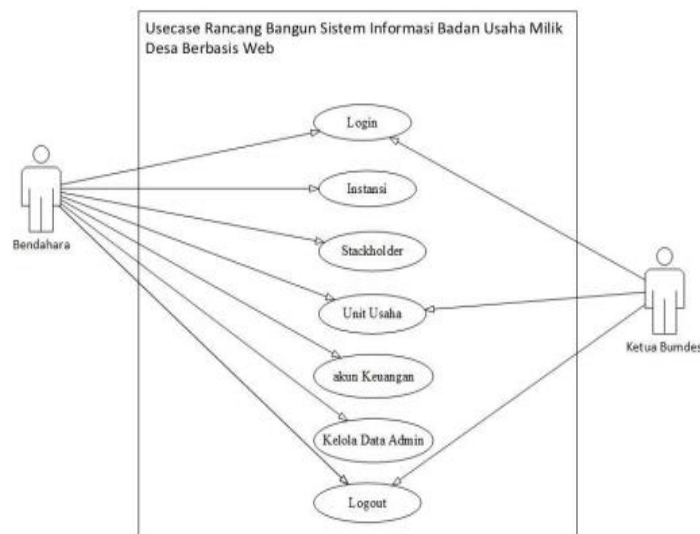 Usecase Rancang Bangun Sistem Informasi Badan Usaha Milik
Desa Berbasis Web
Login
Instansi
Bendahara
Stackholder
Unit Usaha
Ketua Bumdes
akun Keuangan
Kelola Data Admin
Logout